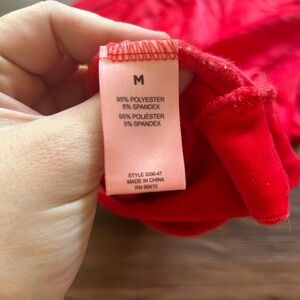 M
95% POLYESTER
5% SPANDEX
95% POLIÉSTER
5% SPANDEX
STYLE 3330-47
MADE IN CHINA
RN 90410